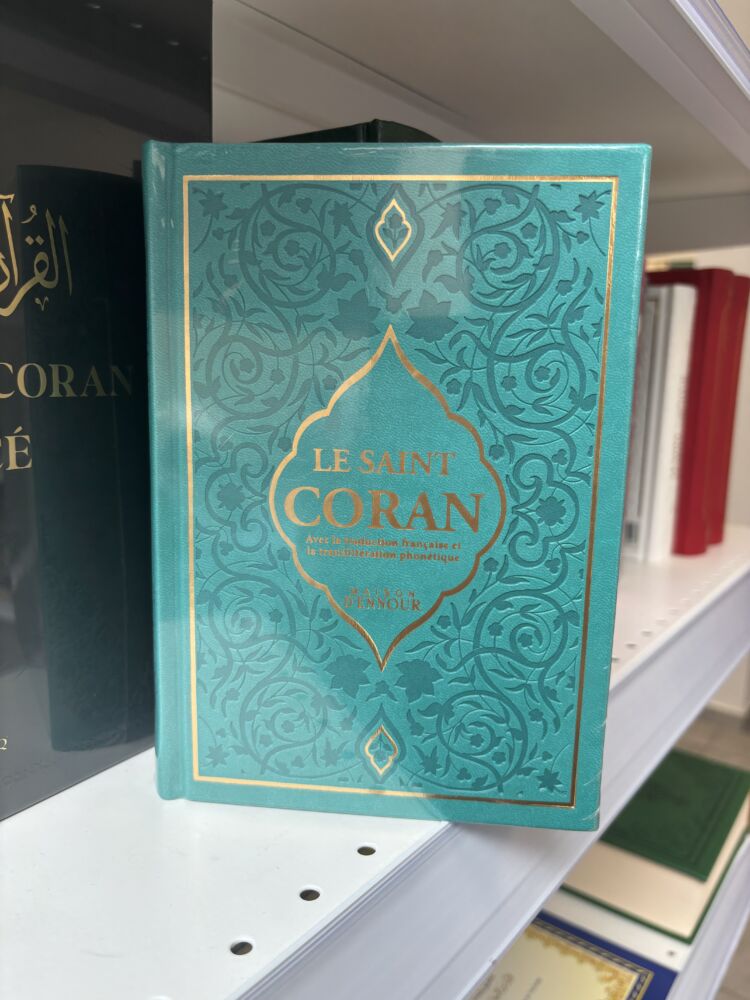 القرآن
CORAN
CÉ
LE SAINT
CORAN
Avec la traduction française et
la translittération phonétique
MAISON
D'ENNOUR